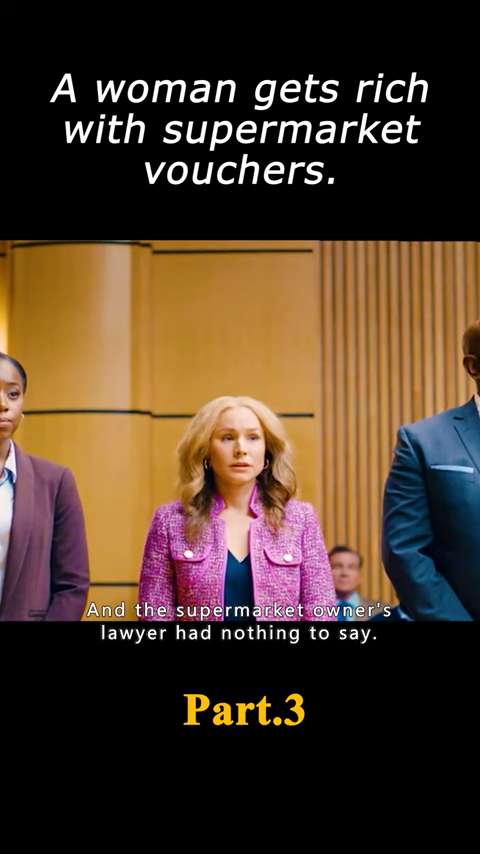 A woman gets rich
with supermarket
vouchers.
And the supermarket owner's
lawyer had nothing to say.
Part.3